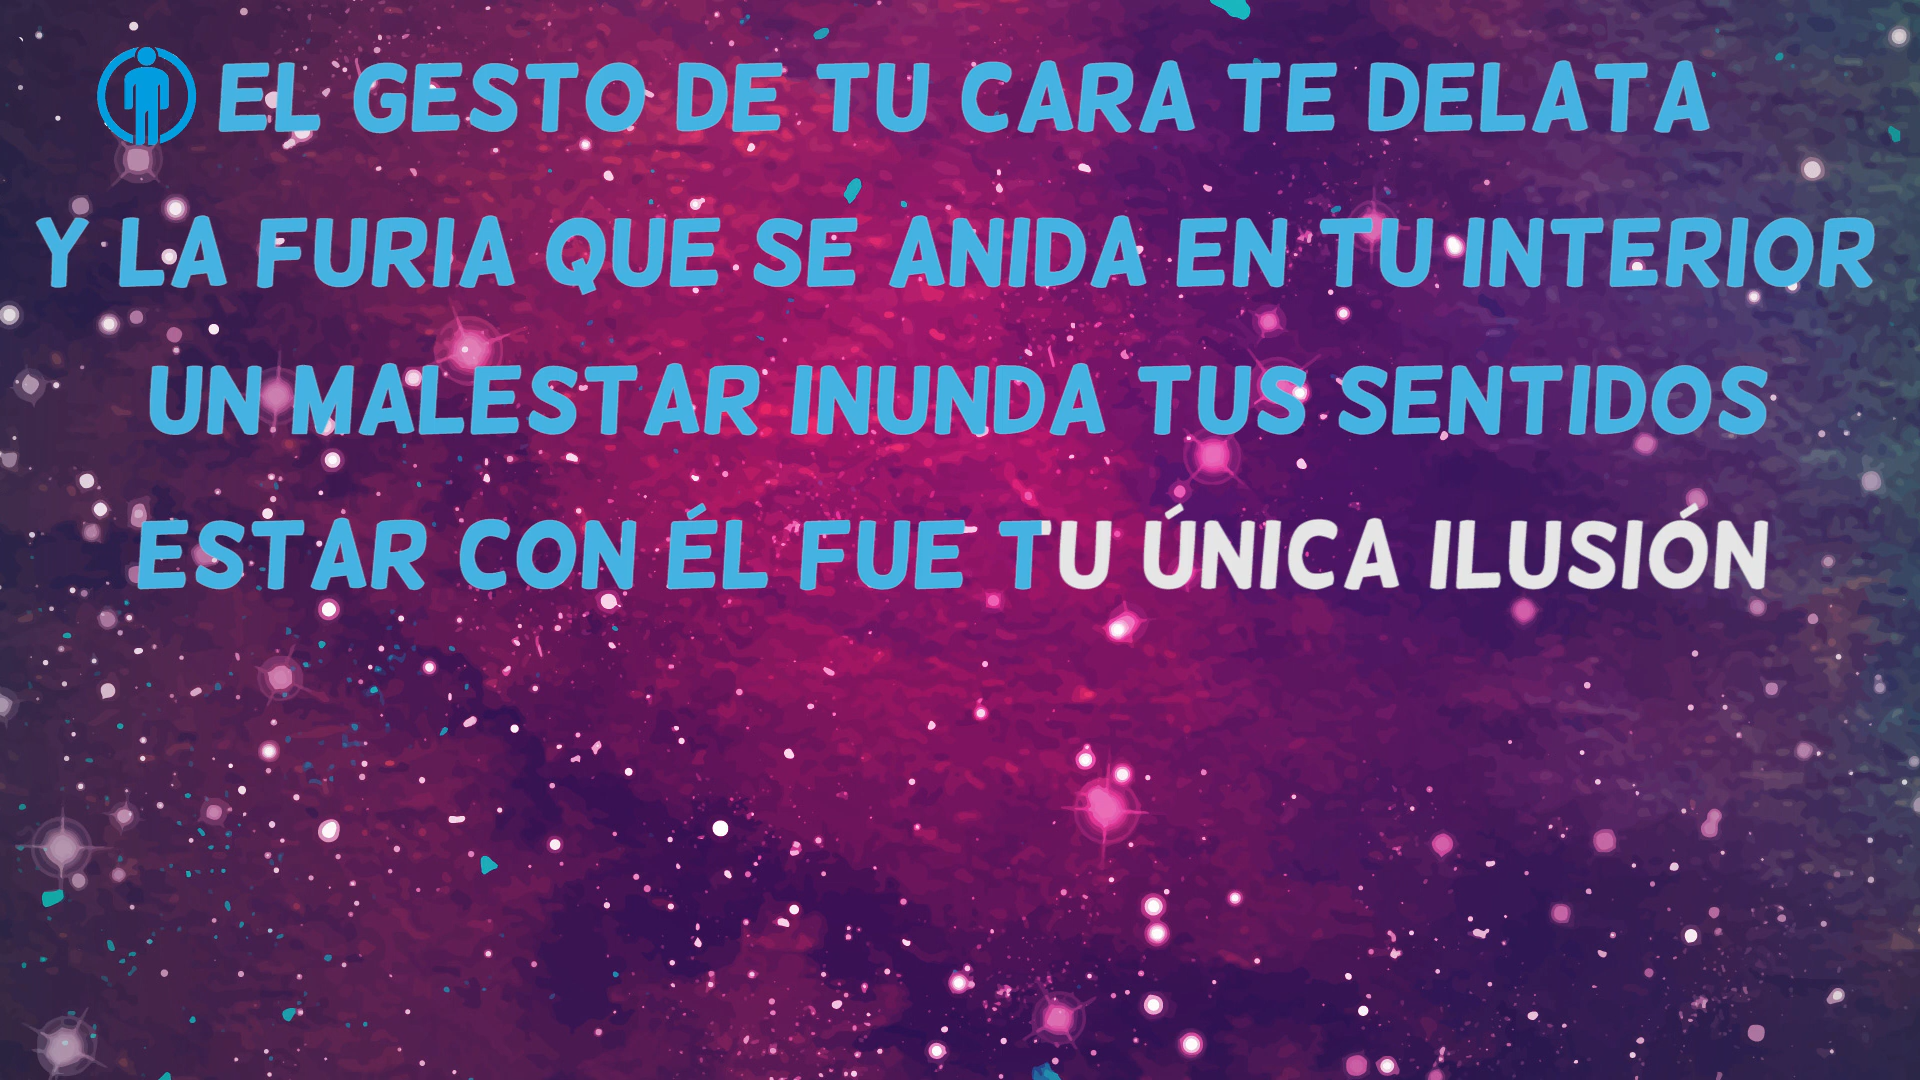 EL GESTO DE TU CARA TE DELATA
Y LA FURIA QUE SE ANIDA EN TU INTERIOR
UN MALESTAR INUNDA TUS SENTIDOS
ESTAR CON ÉL FUE TU ÚNICA ILUSIÓN